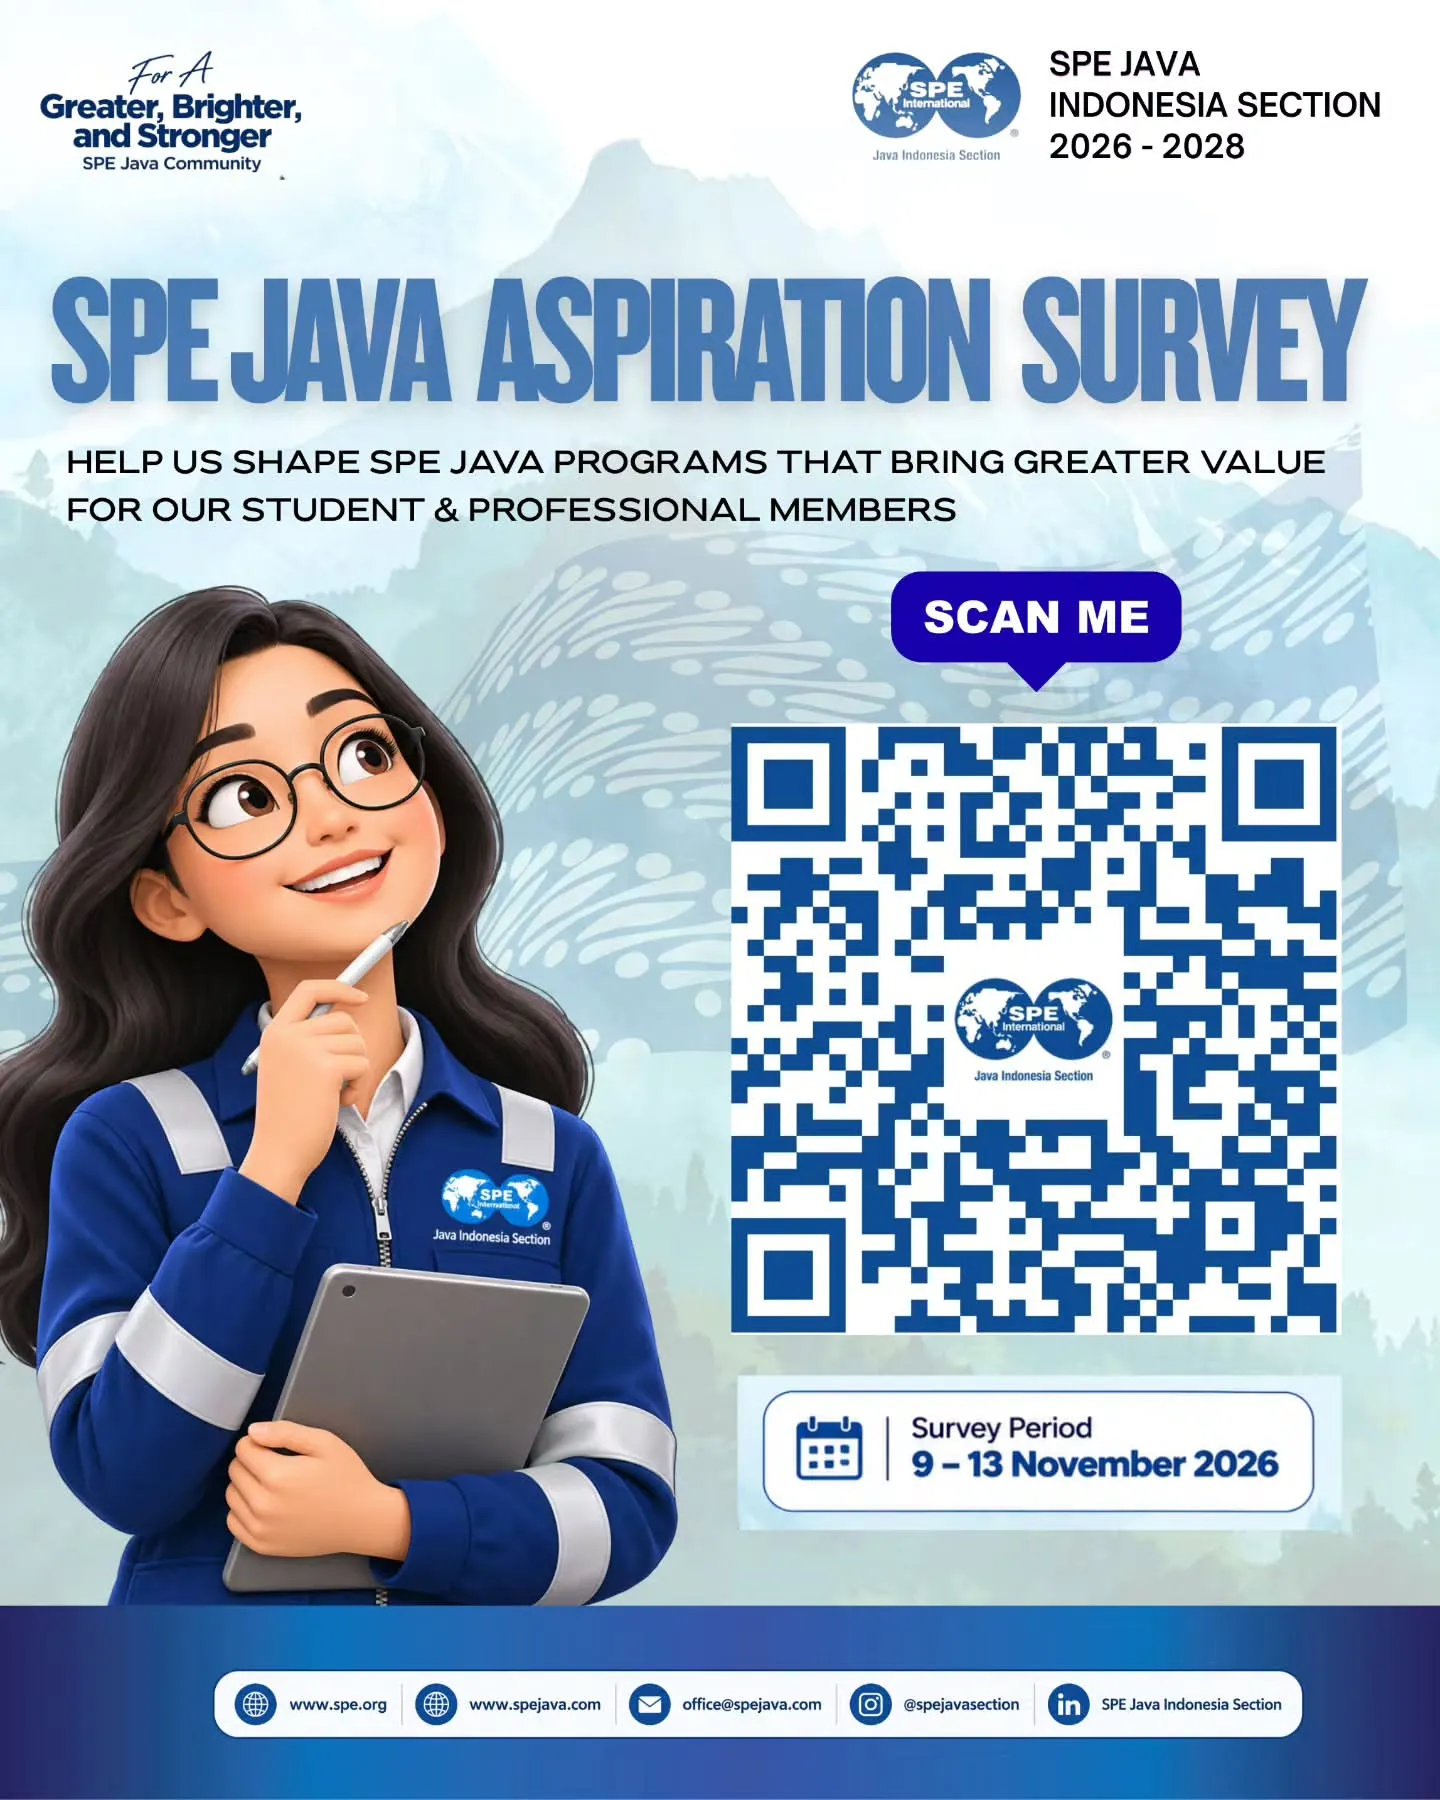 For A
Greater, Brighter,
and Stronger
SPE Java Community
SPE
International
Java Indonesia Section
SPE JAVA
INDONESIA SECTION
2026 - 2028
SPE JAVA ASPIRATION SURVEY
HELP US SHAPE SPE JAVA PROGRAMS THAT BRING GREATER VALUE
FOR OUR STUDENT & PROFESSIONAL MEMBERS
SCAN ME
SPE
International
Java Indonesia Section
SPE
International
Java Indonesia Section
Survey Period
9 – 13 November 2026
www.spe.org
www.spejava.com
office@spejava.com
@spejavasection
in
SPE Java Indonesia Section